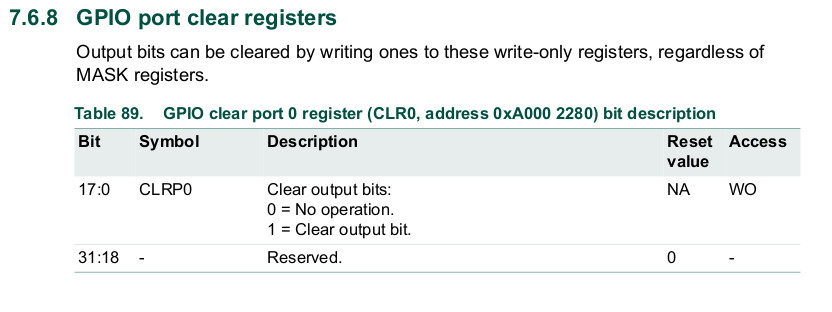 7.6.8 GPIO port clear registers
Output bits can be cleared by writing ones to these write-only registers, regardless of
MASK registers.
Table 89. GPIO clear port 0 register (CLR0, address 0xA000 2280) bit description
Bit Symbol Description Reset value Access
17:0 CLRP0 Clear output bits: NA WO
0 = No operation.
1 = Clear output bit.
31:18 - Reserved. 0 -